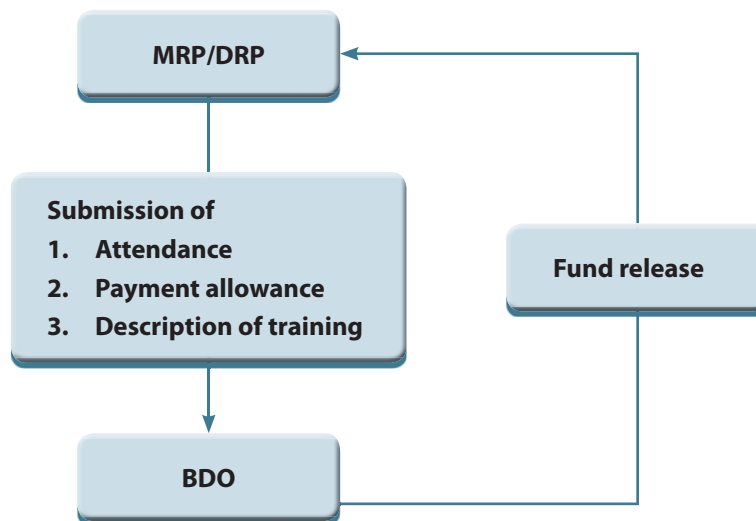 MRP/DRP
Submission of
1. Attendance
2. Payment allowance
3. Description of training
Fund release
BDO